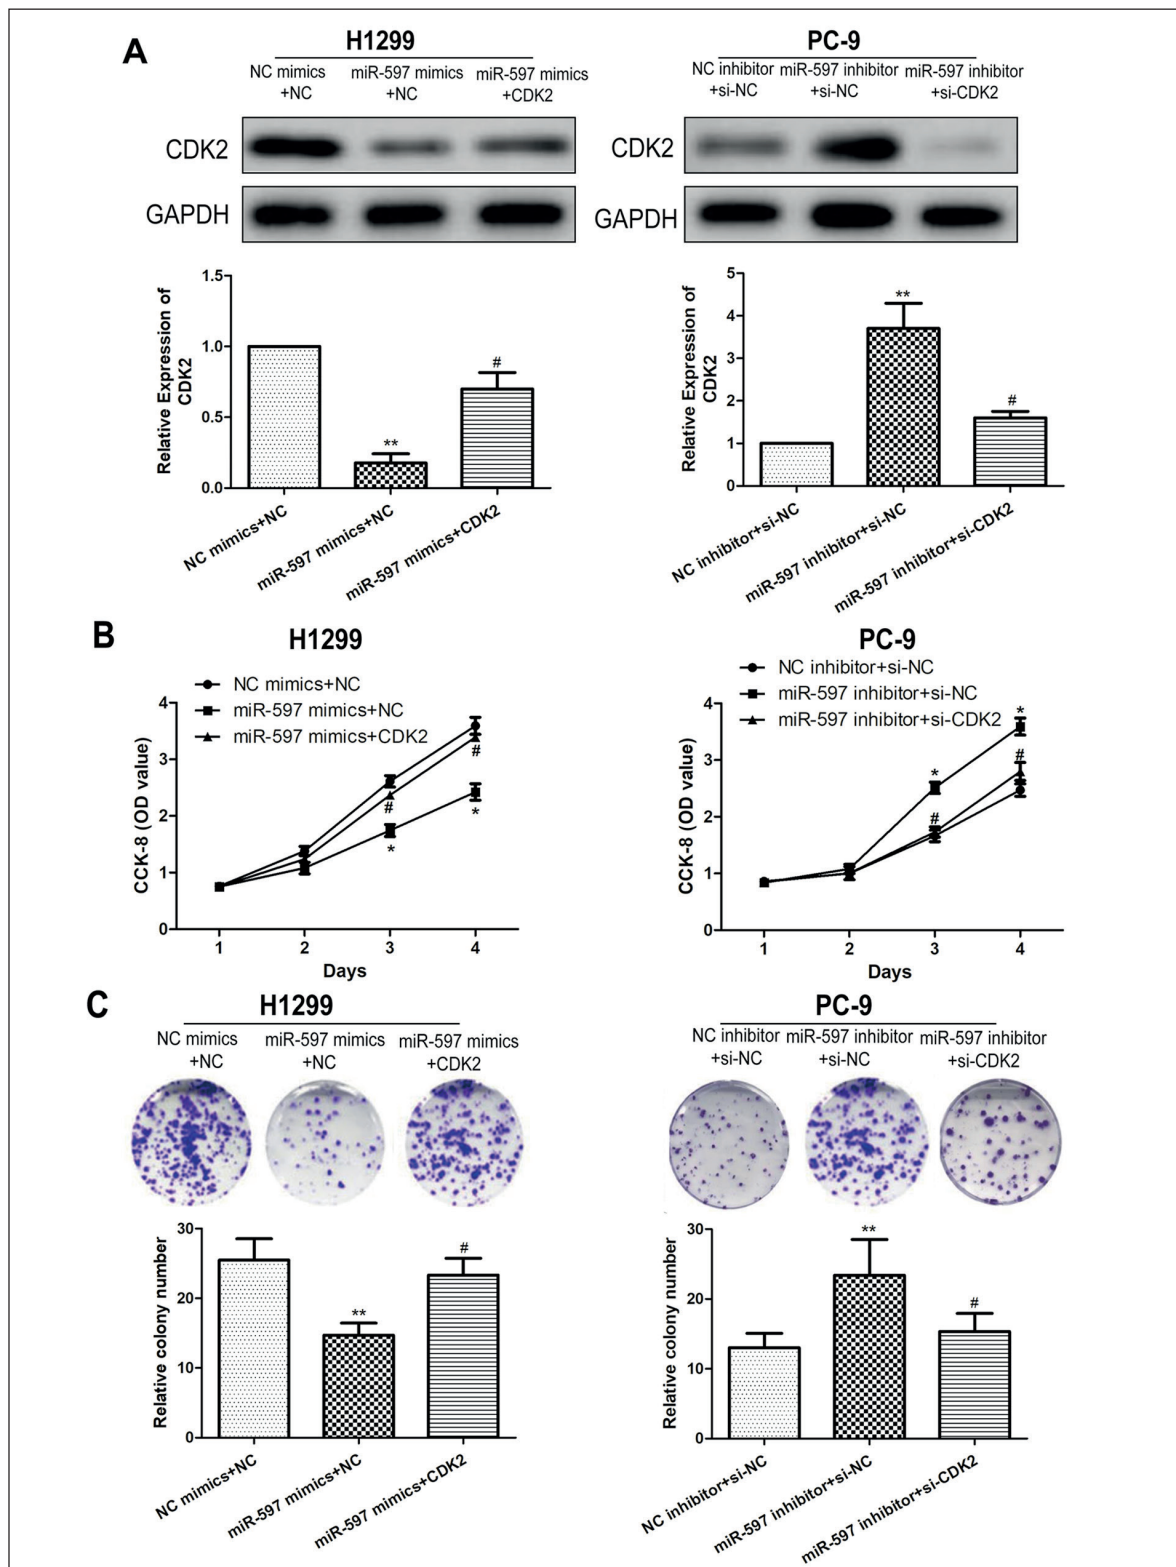 A
H1299
NC mimics
+NC
miR-597 mimics
+NC
miR-597 mimics
+CDK2
CDK2
GAPDH
PC-9
NC inhibitor
+si-NC
miR-597 inhibitor
+si-NC
miR-597 inhibitor
+si-CDK2
CDK2
GAPDH
Relative Expression of
CDK2
1.5
1.0
0.5
0.0
**
#
NC mimics+NC
miR-597 mimics+NC
miR-597 mimics+CDK2
Relative Expression of
CDK2
5
4
3
2
1
0
**
#
NC inhibitor+si-NC
miR-597 inhibitor+si-NC
miR-597 inhibitor+si-CDK2
B
H1299
NC mimics+NC
miR-597 mimics+NC
miR-597 mimics+CDK2
CCK-8 (OD value)
4
3
2
1
0
#
*
#
*
1 2 3 4
Days
PC-9
NC inhibitor+si-NC
miR-597 inhibitor+si-NC
miR-597 inhibitor+si-CDK2
CCK-8 (OD value)
4
3
2
1
0
*
#
*
#
1 2 3 4
Days
C
H1299
NC mimics
+NC
miR-597 mimics
+NC
miR-597 mimics
+CDK2
PC-9
NC inhibitor
+si-NC
miR-597 inhibitor
+si-NC
miR-597 inhibitor
+si-CDK2
Relative colony number
30
20
10
0
**
#
NC mimics+NC
miR-597 mimics+NC
miR-597 mimics+CDK2
Relative colony number
30
20
10
0
**
#
NC inhibitor+si-NC
miR-597 inhibitor+si-NC
miR-597 inhibitor+si-CDK2